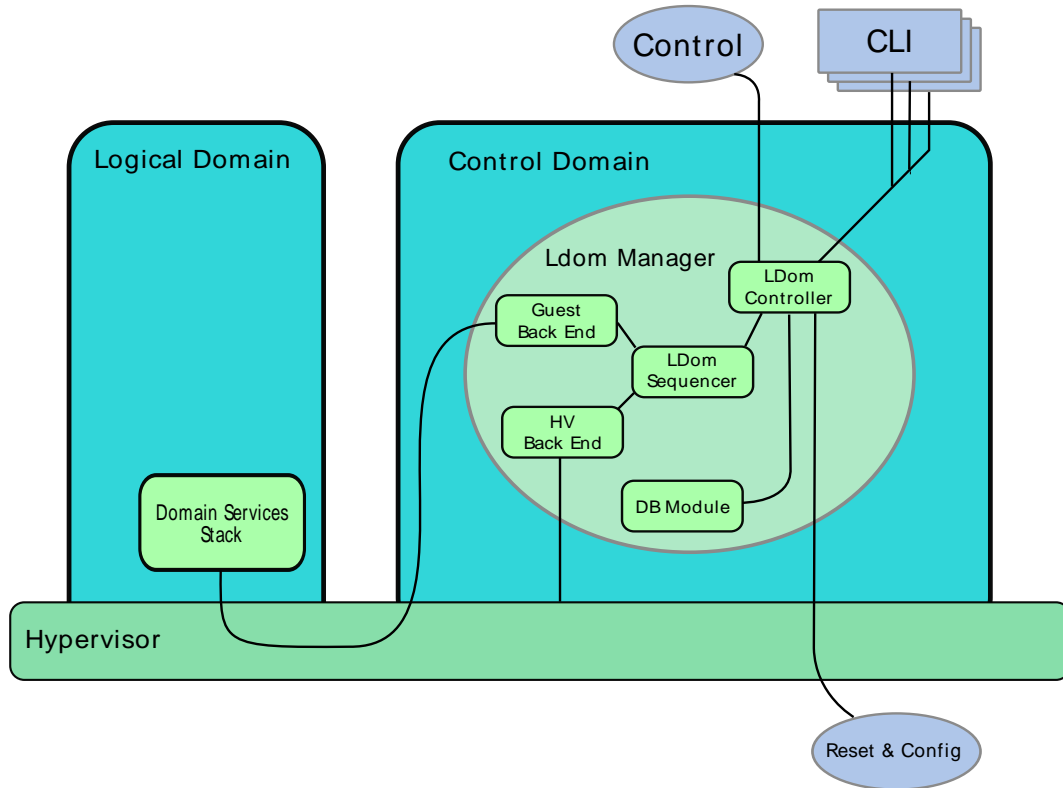 Control
CLI
Logical Domain
Control Domain
Ldom Manager
LDom
Controller
Guest
Back End
LDom
Sequencer
HV
Back End
DB Module
Domain Services
Stack
Hypervisor
Reset & Config